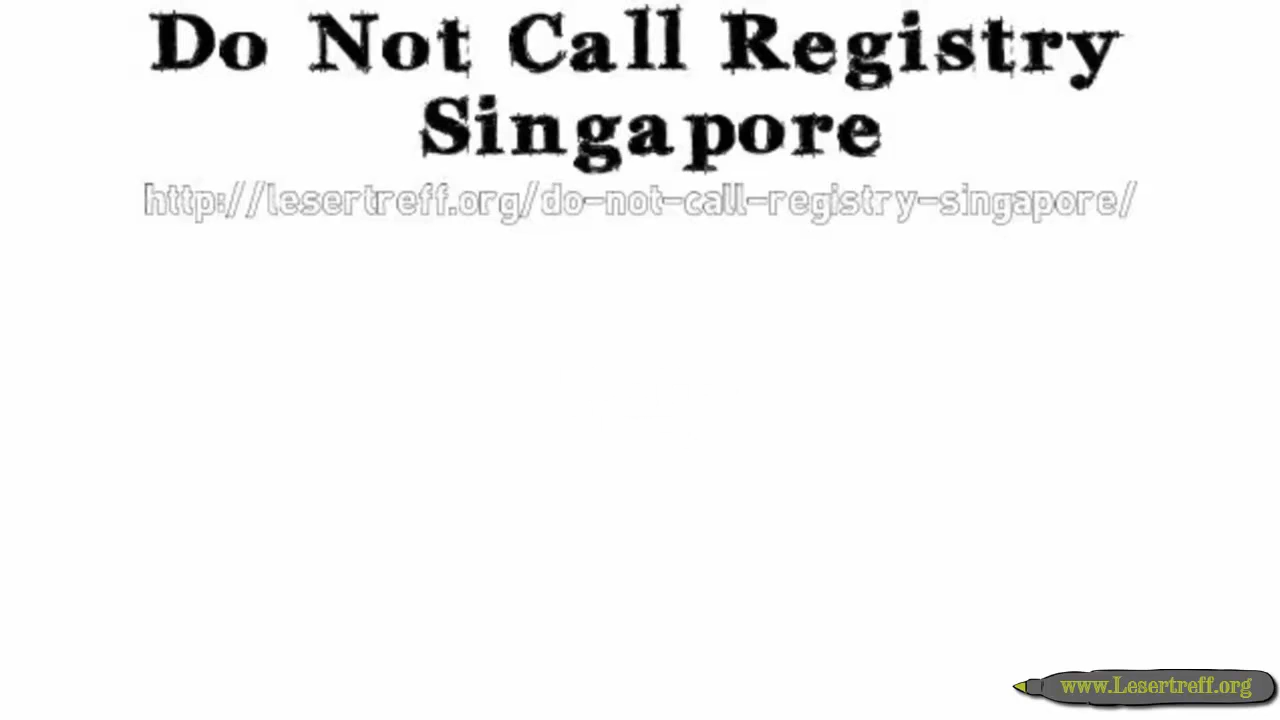 Do Not Call Registry
Singapore
http://lesertreff.org/do-not-call-registry-singapore/
www.Lesertreff.org